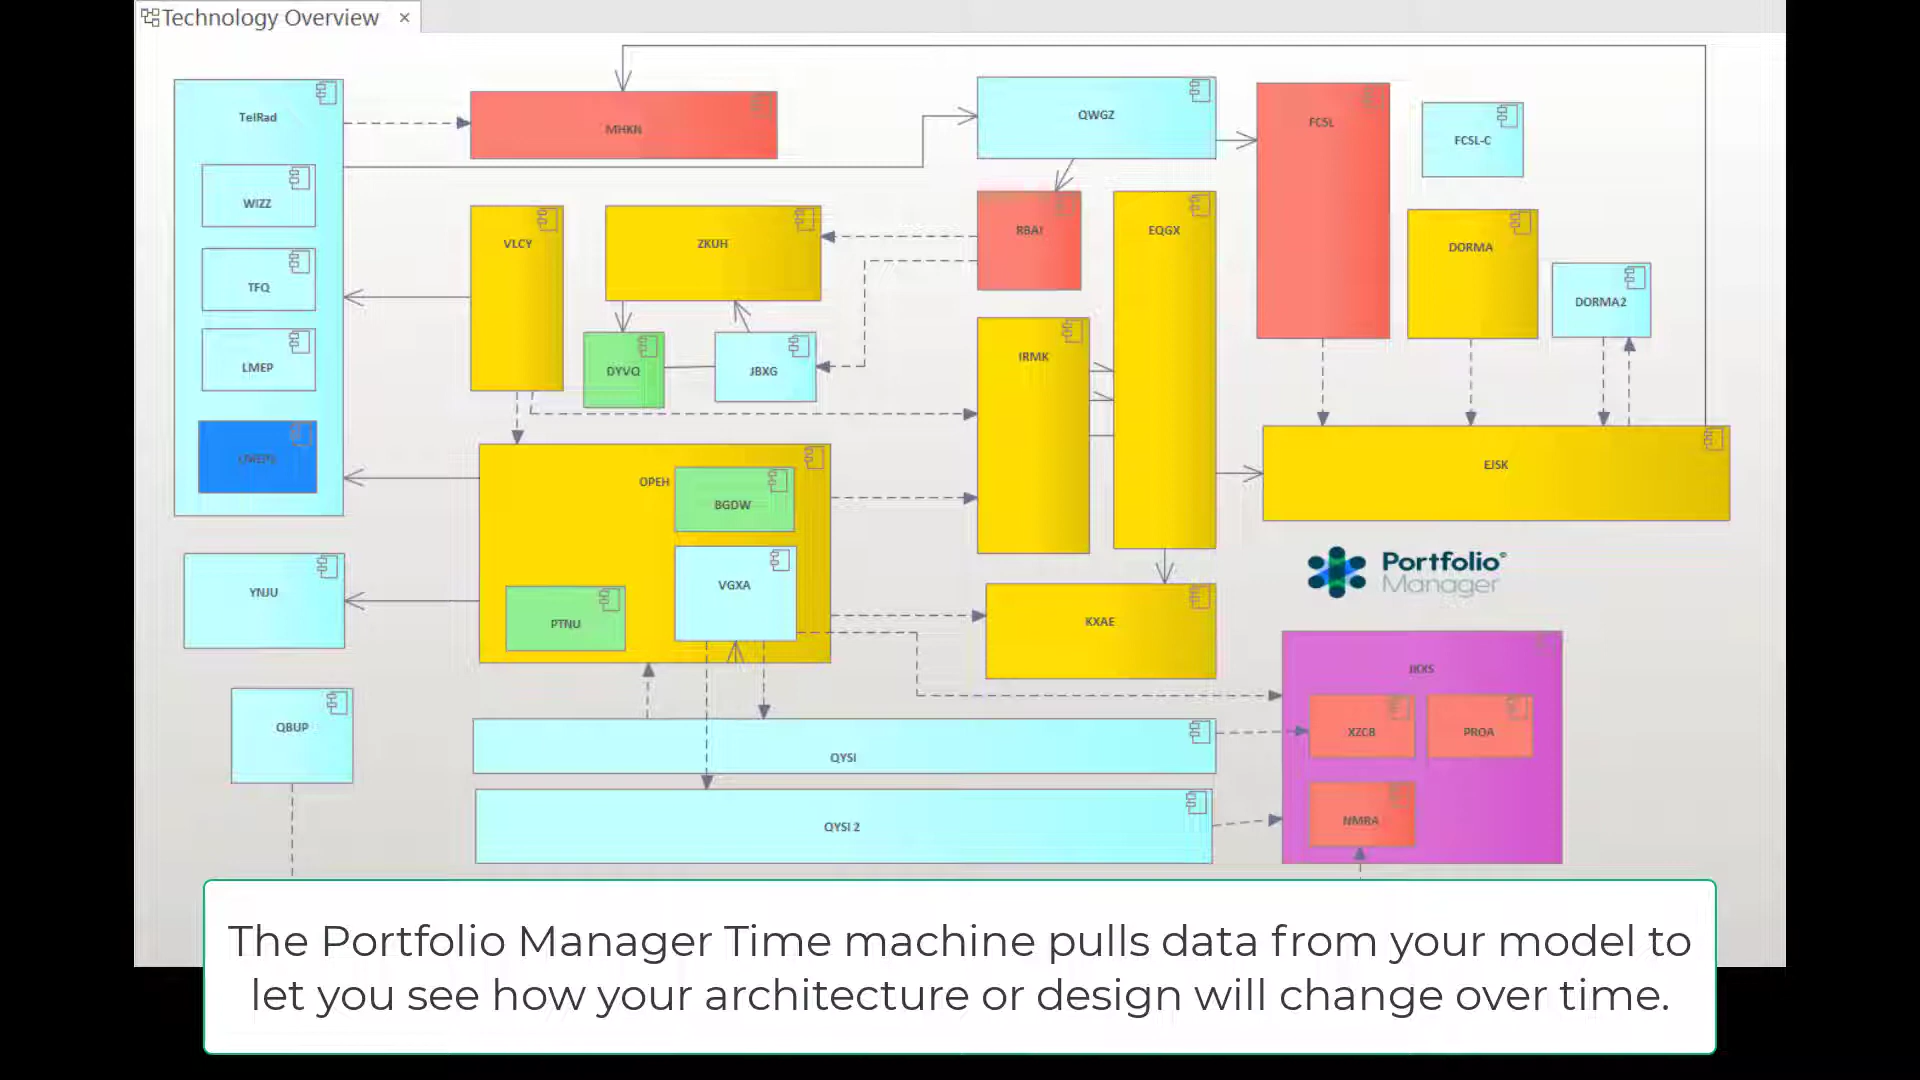 Technology Overview ×
TelRad
MHKN
QWGZ
FCSL
FCSL-C
WIZZ
VLCY
ZKUH
RBAI
EQGX
DORMA
TFQ
DORMA2
LMEP
DYVQ
JBXG
IRMK
OPEH
BGDW
EJSK
YNJU
PTNU
VGXA
KXAE
Portfolio
Manager
QBUP
XZCB
PROA
QYSI
NMRA
QYSI 2
The Portfolio Manager Time machine pulls data from your model to
let you see how your architecture or design will change over time.